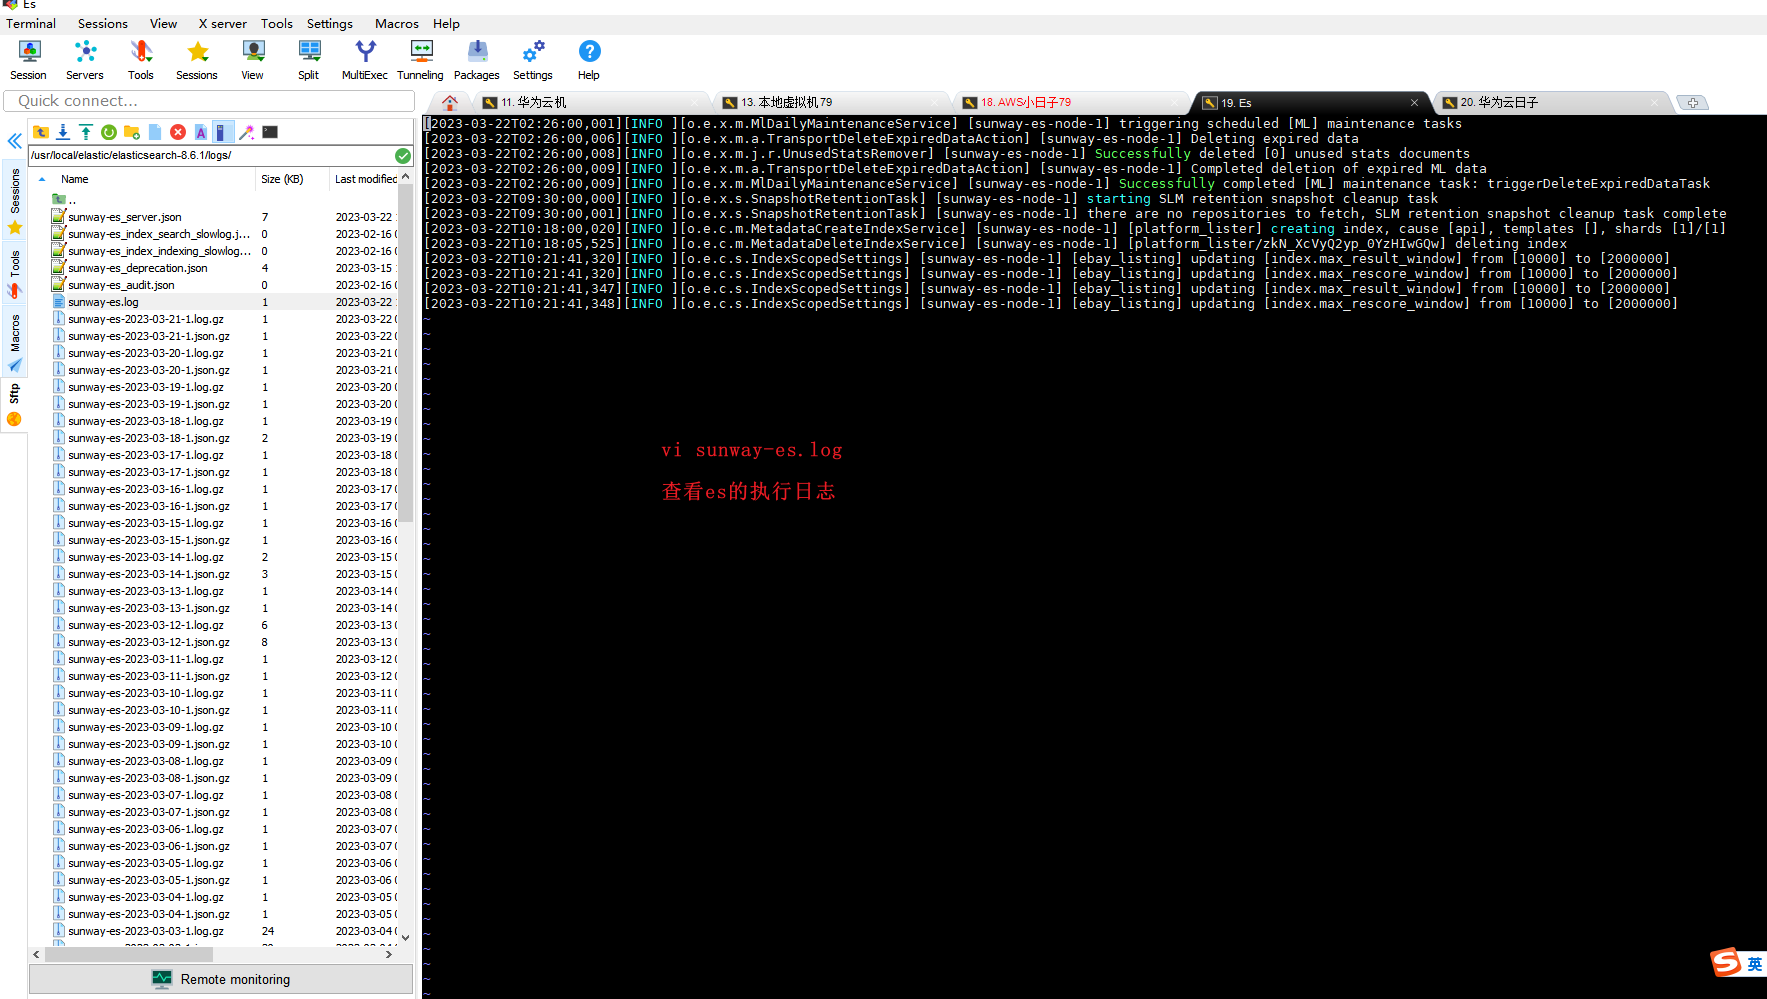 Es
Terminal Sessions View X server Tools Settings Macros Help
Session Servers Tools Sessions View Split MultiExec Tunneling Packages Settings Help
Quick connect...
11. 华为云机 13. 本地虚拟机79 18. AWS小日子79 19. Es 20. 华为云日子
/usr/local/elastic/elasticsearch-8.6.1/logs/
Sessions
Tools
Macros
Sftp
Name Size (KB) Last modified
..
sunway-es_server.json 7 2023-03-22
sunway-es_index_search_slowlog.j... 0 2023-02-16
sunway-es_index_indexing_slowlog... 0 2023-02-16
sunway-es_deprecation.json 4 2023-03-15
sunway-es_audit.json 0 2023-02-16
sunway-es.log 1 2023-03-22
sunway-es-2023-03-21-1.log.gz 1 2023-03-22
sunway-es-2023-03-21-1.json.gz 1 2023-03-22
sunway-es-2023-03-20-1.log.gz 1 2023-03-21
sunway-es-2023-03-20-1.json.gz 1 2023-03-21
sunway-es-2023-03-19-1.log.gz 1 2023-03-20
sunway-es-2023-03-19-1.json.gz 1 2023-03-20
sunway-es-2023-03-18-1.log.gz 1 2023-03-19
sunway-es-2023-03-18-1.json.gz 2 2023-03-19
sunway-es-2023-03-17-1.log.gz 1 2023-03-18
sunway-es-2023-03-17-1.json.gz 1 2023-03-18
sunway-es-2023-03-16-1.log.gz 1 2023-03-17
sunway-es-2023-03-16-1.json.gz 1 2023-03-17
sunway-es-2023-03-15-1.log.gz 1 2023-03-16
sunway-es-2023-03-15-1.json.gz 1 2023-03-16
sunway-es-2023-03-14-1.log.gz 2 2023-03-15
sunway-es-2023-03-14-1.json.gz 3 2023-03-15
sunway-es-2023-03-13-1.log.gz 1 2023-03-14
sunway-es-2023-03-13-1.json.gz 1 2023-03-14
sunway-es-2023-03-12-1.log.gz 6 2023-03-13
sunway-es-2023-03-12-1.json.gz 8 2023-03-13
sunway-es-2023-03-11-1.log.gz 1 2023-03-12
sunway-es-2023-03-11-1.json.gz 1 2023-03-12
sunway-es-2023-03-10-1.log.gz 1 2023-03-11
sunway-es-2023-03-10-1.json.gz 1 2023-03-11
sunway-es-2023-03-09-1.log.gz 1 2023-03-10
sunway-es-2023-03-09-1.json.gz 1 2023-03-10
sunway-es-2023-03-08-1.log.gz 1 2023-03-09
sunway-es-2023-03-08-1.json.gz 1 2023-03-09
sunway-es-2023-03-07-1.log.gz 1 2023-03-08
sunway-es-2023-03-07-1.json.gz 1 2023-03-08
sunway-es-2023-03-06-1.log.gz 1 2023-03-07
sunway-es-2023-03-06-1.json.gz 1 2023-03-07
sunway-es-2023-03-05-1.log.gz 1 2023-03-06
sunway-es-2023-03-05-1.json.gz 1 2023-03-06
sunway-es-2023-03-04-1.log.gz 1 2023-03-05
sunway-es-2023-03-04-1.json.gz 1 2023-03-05
sunway-es-2023-03-03-1.log.gz 24 2023-03-04
Remote monitoring
[2023-03-22T02:26:00,001][INFO ][o.e.x.m.MlDailyMaintenanceService] [sunway-es-node-1] triggering scheduled [ML] maintenance tasks
[2023-03-22T02:26:00,006][INFO ][o.e.x.m.a.TransportDeleteExpiredDataAction] [sunway-es-node-1] Deleting expired data
[2023-03-22T02:26:00,008][INFO ][o.e.x.m.j.r.UnusedStatsRemover] [sunway-es-node-1] Successfully deleted [0] unused stats documents
[2023-03-22T02:26:00,009][INFO ][o.e.x.m.a.TransportDeleteExpiredDataAction] [sunway-es-node-1] Completed deletion of expired ML data
[2023-03-22T02:26:00,009][INFO ][o.e.x.m.MlDailyMaintenanceService] [sunway-es-node-1] Successfully completed [ML] maintenance task: triggerDeleteExpiredDataTask
[2023-03-22T09:30:00,000][INFO ][o.e.x.s.SnapshotRetentionTask] [sunway-es-node-1] starting SLM retention snapshot cleanup task
[2023-03-22T09:30:00,001][INFO ][o.e.x.s.SnapshotRetentionTask] [sunway-es-node-1] there are no repositories to fetch, SLM retention snapshot cleanup task complete
[2023-03-22T10:18:00,020][INFO ][o.e.c.m.MetadataCreateIndexService] [sunway-es-node-1] [platform_lister] creating index, cause [api], templates [], shards [1]/[1]
[2023-03-22T10:18:05,525][INFO ][o.e.c.m.MetadataDeleteIndexService] [sunway-es-node-1] [platform_lister/zkN_XcVyQ2yp_0YzHIwGQw] deleting index
[2023-03-22T10:21:41,320][INFO ][o.e.c.s.IndexScopedSettings] [sunway-es-node-1] [ebay_listing] updating [index.max_result_window] from [10000] to [2000000]
[2023-03-22T10:21:41,320][INFO ][o.e.c.s.IndexScopedSettings] [sunway-es-node-1] [ebay_listing] updating [index.max_rescore_window] from [10000] to [2000000]
[2023-03-22T10:21:41,347][INFO ][o.e.c.s.IndexScopedSettings] [sunway-es-node-1] [ebay_listing] updating [index.max_result_window] from [10000] to [2000000]
[2023-03-22T10:21:41,348][INFO ][o.e.c.s.IndexScopedSettings] [sunway-es-node-1] [ebay_listing] updating [index.max_rescore_window] from [10000] to [2000000]
vi sunway-es.log
查看es的执行日志
英